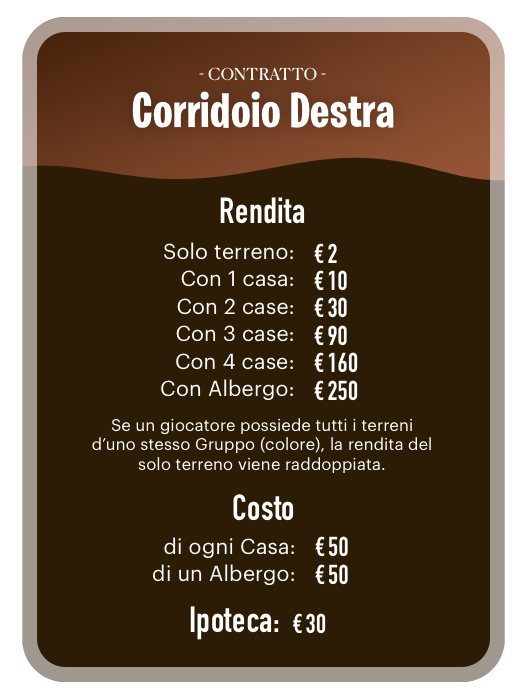 - CONTRATTO -
Corridoio Destra
Rendita
Solo terreno: € 2
Con 1 casa: € 10
Con 2 case: € 30
Con 3 case: € 90
Con 4 case: € 160
Con Albergo: € 250
Se un giocatore possiede tutti i terreni
d’uno stesso Gruppo (colore), la rendita del
solo terreno viene raddoppiata.
Costo
di ogni Casa: € 50
di un Albergo: € 50
Ipoteca: € 30